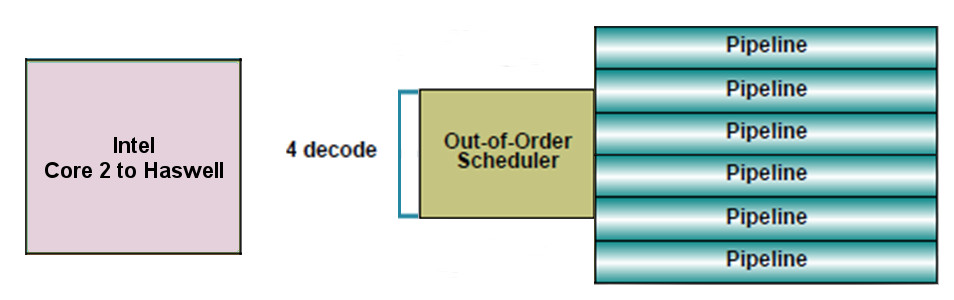 Intel
Core 2 to Haswell
4 decode
Out-of-Order
Scheduler
Pipeline
Pipeline
Pipeline
Pipeline
Pipeline
Pipeline